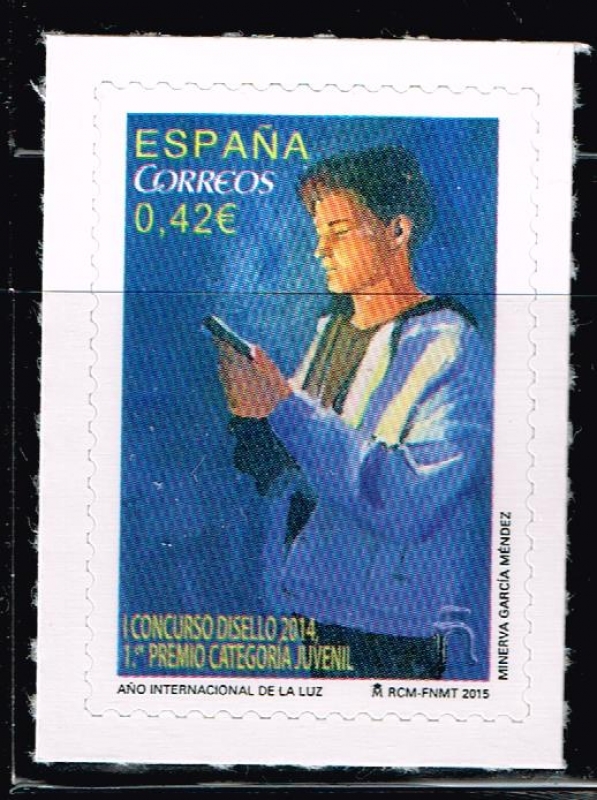 ESPAÑA
CORREOS
0,42€
I CONCURSO DISELLO 2014,
1.er PREMIO CATEGORÍA JUVENIL
Ñ
MINERVA GARCÍA MÉNDEZ
AÑO INTERNACIONAL DE LA LUZ
RCM-FNMT 2015